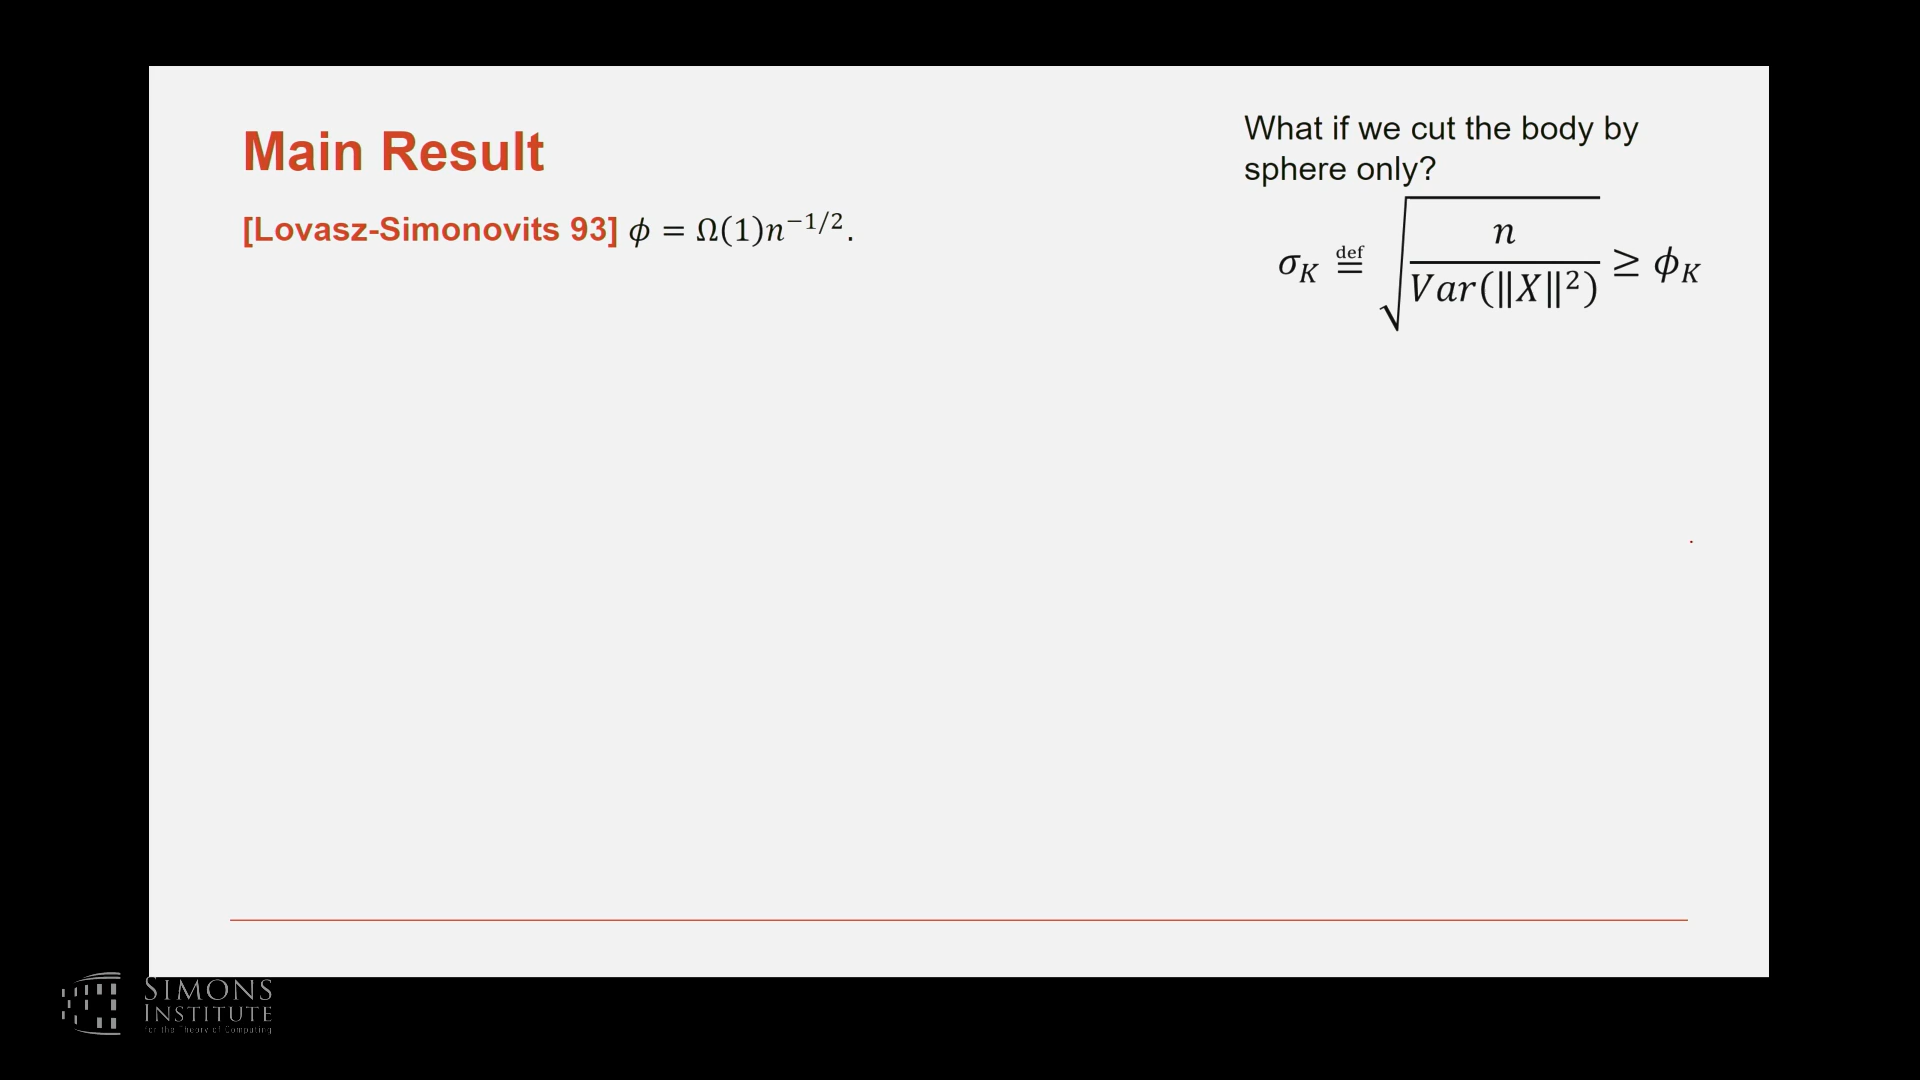 Main Result
[Lovasz-Simonovits 93] ϕ = Ω(1)n^{−1/2}.
What if we cut the body by
sphere only?
σ_K ≝ √(n / Var(‖X‖²)) ≥ ϕ_K
SIMONS
INSTITUTE
for the Theory of Computing